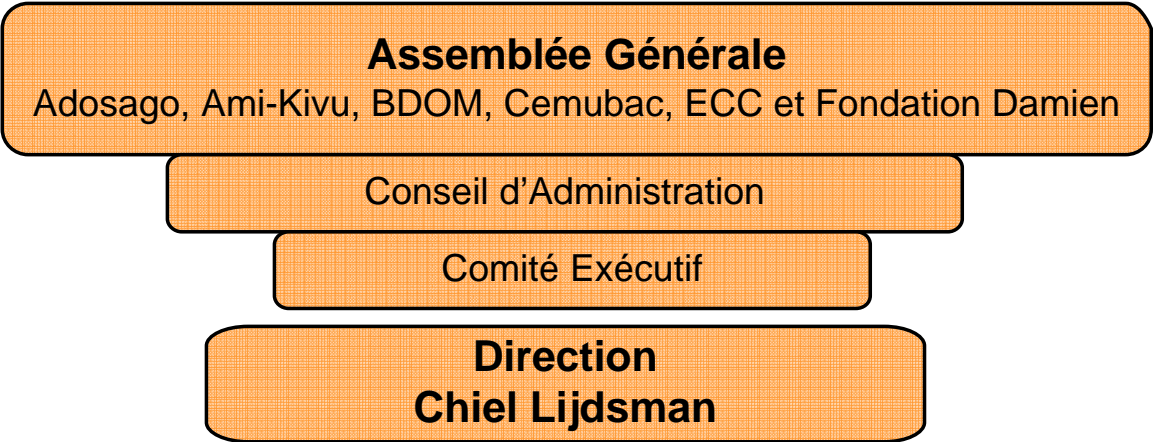 Assemblée Générale
Adosago, Ami-Kivu, BDOM, Cemubac, ECC et Fondation Damien
Conseil d’Administration
Comité Exécutif
Direction
Chiel Lijdsman